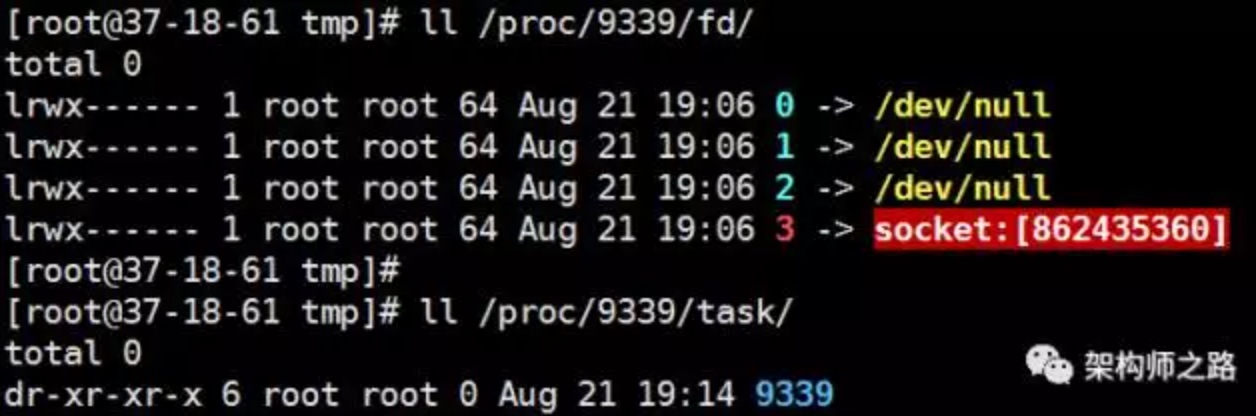 [root@37-18-61 tmp]# ll /proc/9339/fd/
total 0
lrwx------ 1 root root 64 Aug 21 19:06 0 -> /dev/null
lrwx------ 1 root root 64 Aug 21 19:06 1 -> /dev/null
lrwx------ 1 root root 64 Aug 21 19:06 2 -> /dev/null
lrwx------ 1 root root 64 Aug 21 19:06 3 -> socket:[862435360]
[root@37-18-61 tmp]#
[root@37-18-61 tmp]# ll /proc/9339/task/
total 0
dr-xr-xr-x 6 root root 0 Aug 21 19:14 9339
架构师之路